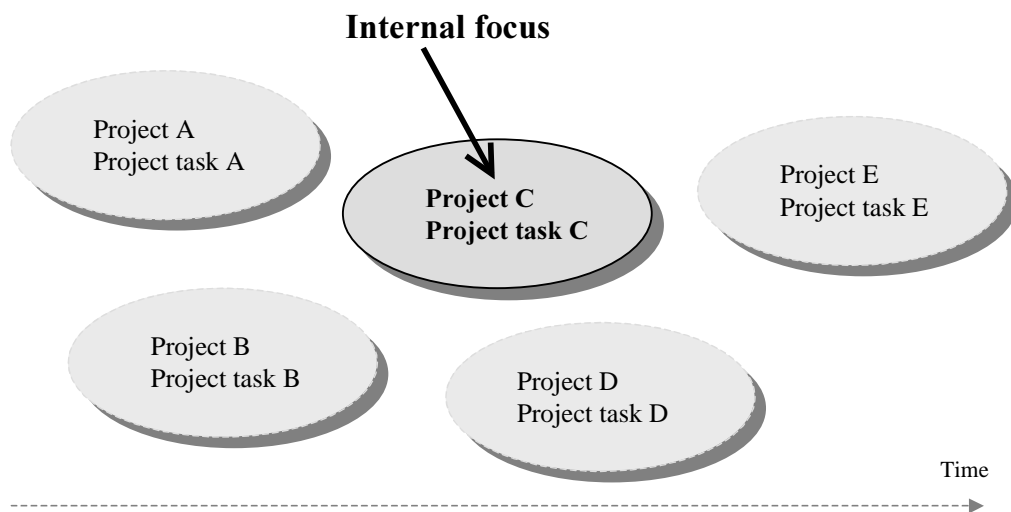 Internal focus
Project A
Project task A
Project C
Project task C
Project E
Project task E
Project B
Project task B
Project D
Project task D
Time